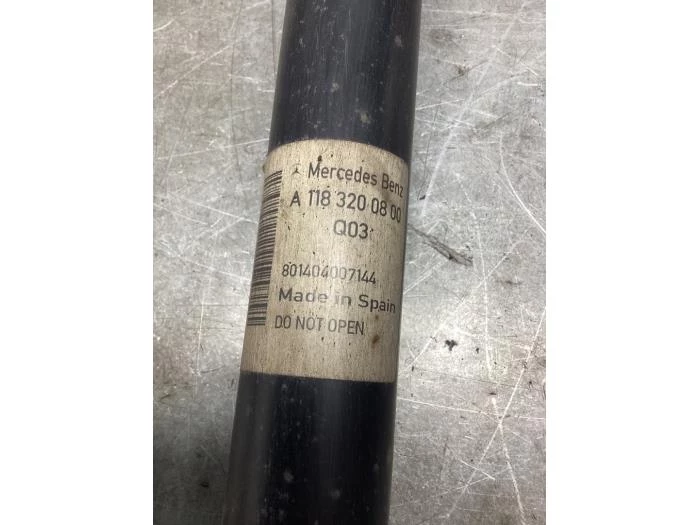 Mercedes Benz
A 118 320 08 00
Q03
801404007144
Made in Spain
DO NOT OPEN